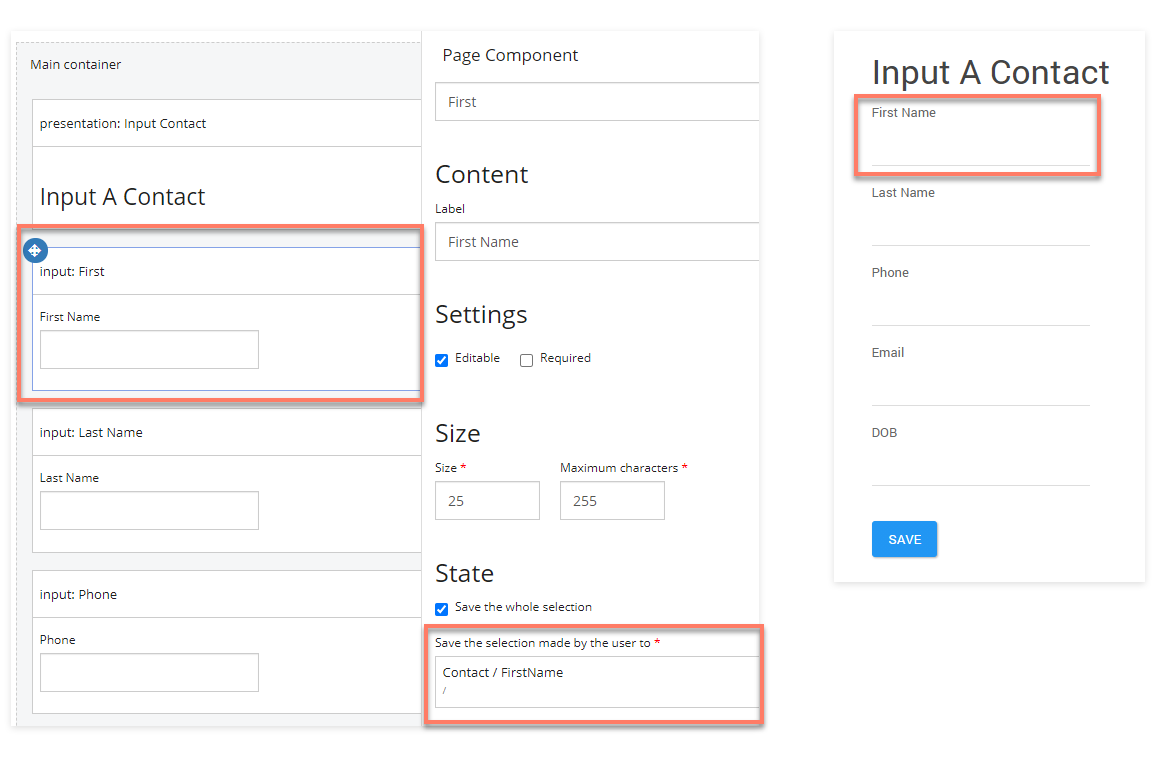 Main container
presentation: Input Contact
Input A Contact
input: First
First Name
input: Last Name
Last Name
input: Phone
Phone
Page Component
First
Content
Label
First Name
Settings
Editable Required
Size
Size * Maximum characters *
25 255
State
Save the whole selection
Save the selection made by the user to *
Contact / FirstName
/
Input A Contact
First Name
Last Name
Phone
Email
DOB
SAVE